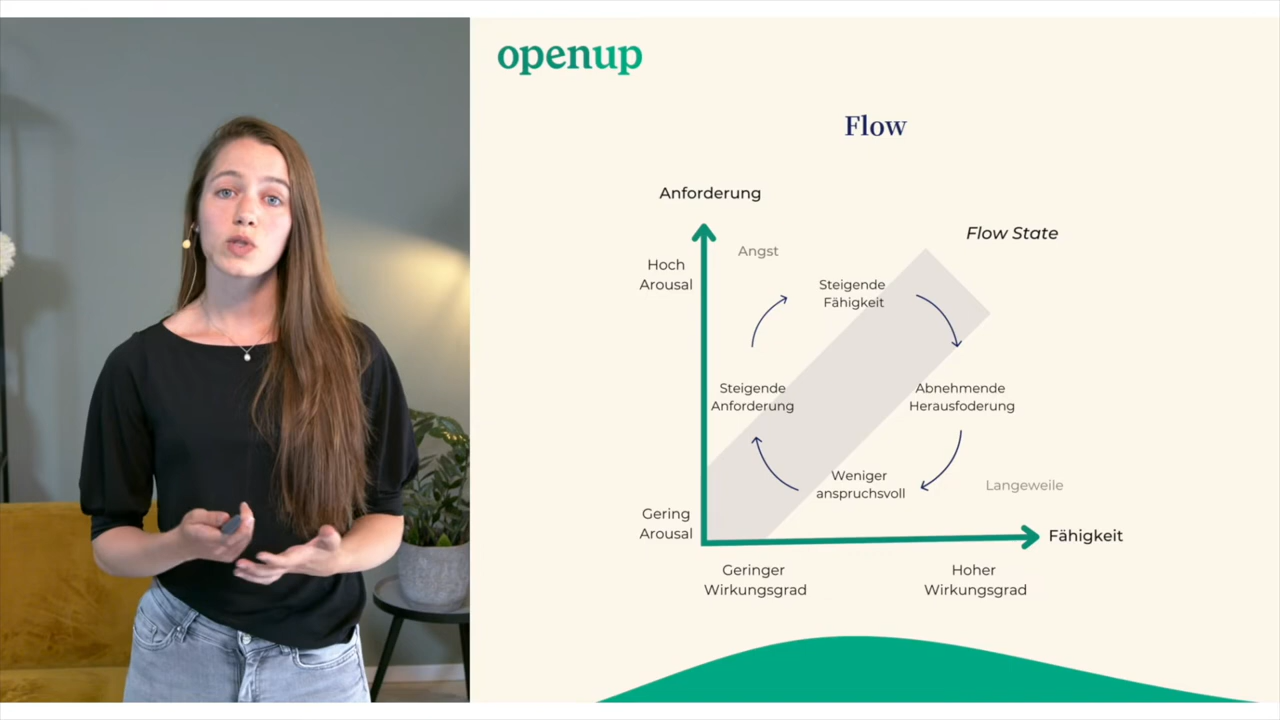 openup
Flow
Anforderung
Flow State
Angst
Hoch
Arousal
Steigende
Fähigkeit
Steigende
Anforderung
Abnehmende
Herausfoderung
Weniger
anspruchsvoll
Langeweile
Gering
Arousal
Fähigkeit
Geringer
Wirkungsgrad
Hoher
Wirkungsgrad